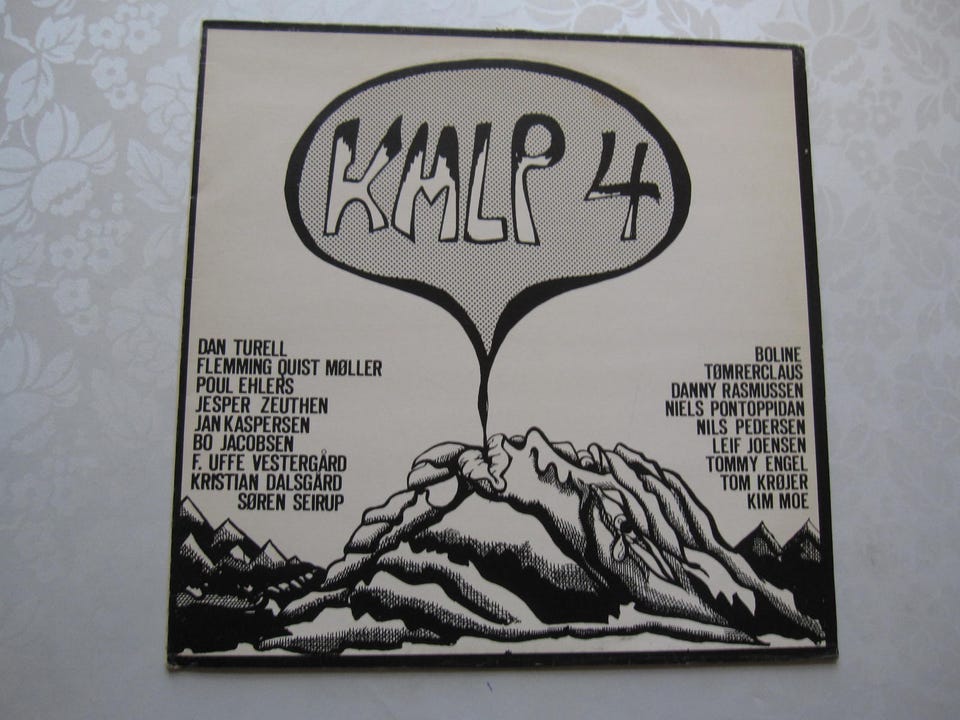 KMLP 4
DAN TURELL
FLEMMING QUIST MØLLER
POUL EHLERS
JESPER ZEUTHEN
JAN KASPERSEN
BO JACOBSEN
F. UFFE VESTERGÅRD
KRISTIAN DALSGÅRD
SØREN SEIRUP
BOLINE
TØMRERCLAUS
DANNY RASMUSSEN
NIELS PONTOPPIDAN
NILS PEDERSEN
LEIF JOENSEN
TOMMY ENGEL
TOM KRØJER
KIM MOE